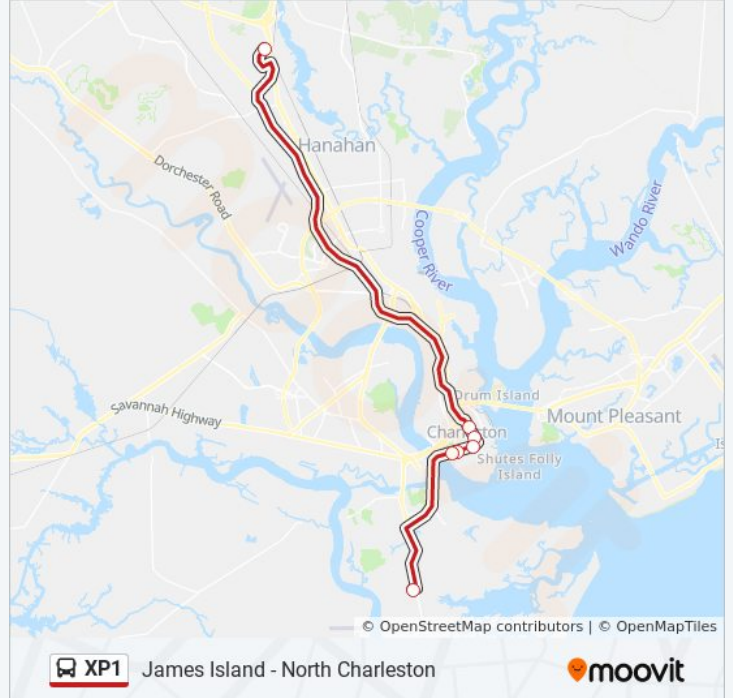 Hanahan
Dorchester Road
Cooper River
Wando River
Drum Island
Savannah Highway
Mount Pleasant
Shutes Folly
Island
© OpenStreetMap contributors | © OpenMapTiles
XP1 James Island - North Charleston
moovit